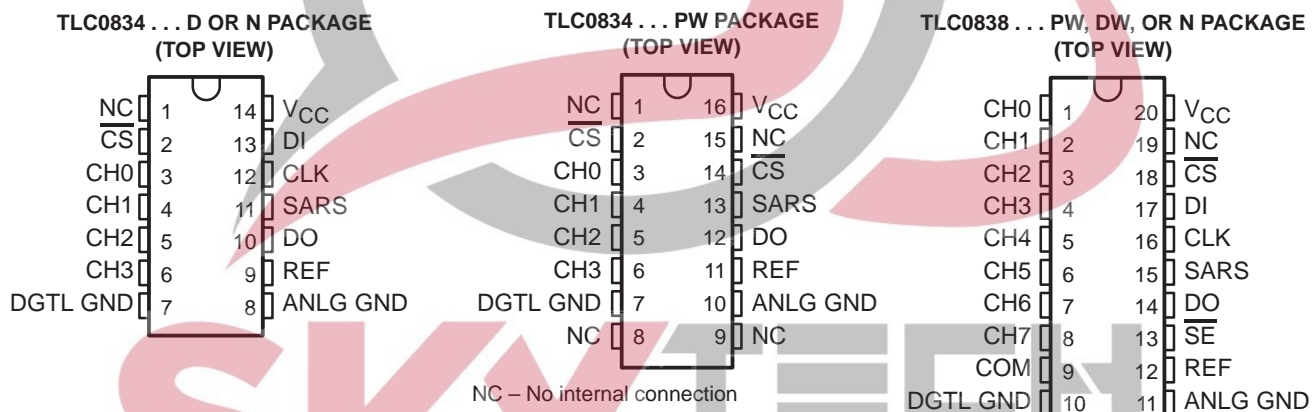 TLC0834 . . . D OR N PACKAGE
(TOP VIEW)
NC 1 14 VCC
CS 2 13 DI
CH0 3 12 CLK
CH1 4 11 SARS
CH2 5 10 DO
CH3 6 9 REF
DGTL GND 7 8 ANLG GND
TLC0834 . . . PW PACKAGE
(TOP VIEW)
NC 1 16 VCC
CS 2 15 NC
CH0 3 14 CS
CH1 4 13 SARS
CH2 5 12 DO
CH3 6 11 REF
DGTL GND 7 10 ANLG GND
NC 8 9 NC
NC – No internal connection
TLC0838 . . . PW, DW, OR N PACKAGE
(TOP VIEW)
CH0 1 20 VCC
CH1 2 19 NC
CH2 3 18 CS
CH3 4 17 DI
CH4 5 16 CLK
CH5 6 15 SARS
CH6 7 14 DO
CH7 8 13 SE
COM 9 12 REF
DGTL GND 10 11 ANLG GND
SKYTECH